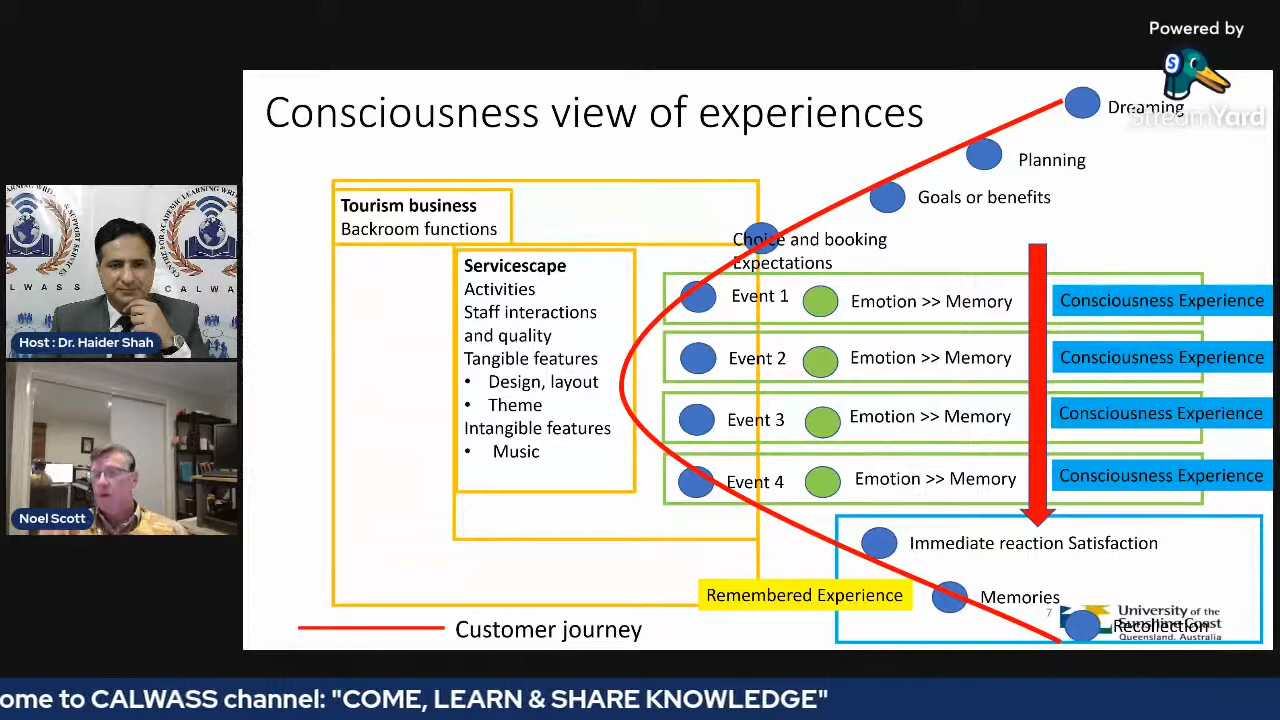 Powered by
StreamYard
Consciousness view of experiences
Dreaming
Planning
Goals or benefits
Choice and booking
Expectations
Tourism business
Backroom functions
Servicescape
Activities
Staff interactions
and quality
Tangible features
• Design, layout
• Theme
Intangible features
• Music
Event 1 Emotion >> Memory Consciousness Experience
Event 2 Emotion >> Memory Consciousness Experience
Event 3 Emotion >> Memory Consciousness Experience
Event 4 Emotion >> Memory Consciousness Experience
Immediate reaction Satisfaction
Remembered Experience
Memories
Recollection
7
University of the
Sunshine Coast
Queensland, Australia
Customer journey
CALWASS
Host : Dr. Haider Shah
Noel Scott
ome to CALWASS channel: "COME, LEARN & SHARE KNOWLEDGE"